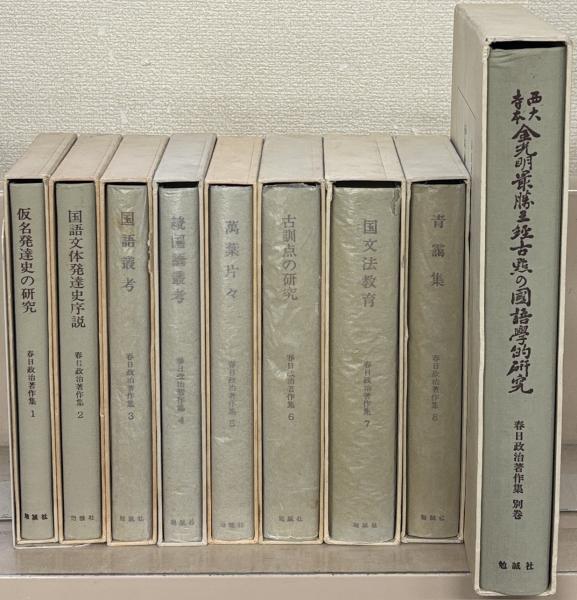 仮名発達史の研究
春日政治著作集 1
勉誠社
国語文体発達史序説
春日政治著作集 2
勉誠社
国語叢考
春日政治著作集 3
勉誠社
続国語叢考
春日政治著作集 4
勉誠社
萬葉片々
春日政治著作集 5
勉誠社
古訓点の研究
春日政治著作集 6
勉誠社
国文法教育
春日政治著作集 7
勉誠社
青靄集
春日政治著作集 8
勉誠社
西大寺本
金光明最勝王経古点の國語學的研究
春日政治著作集 別巻
勉誠社